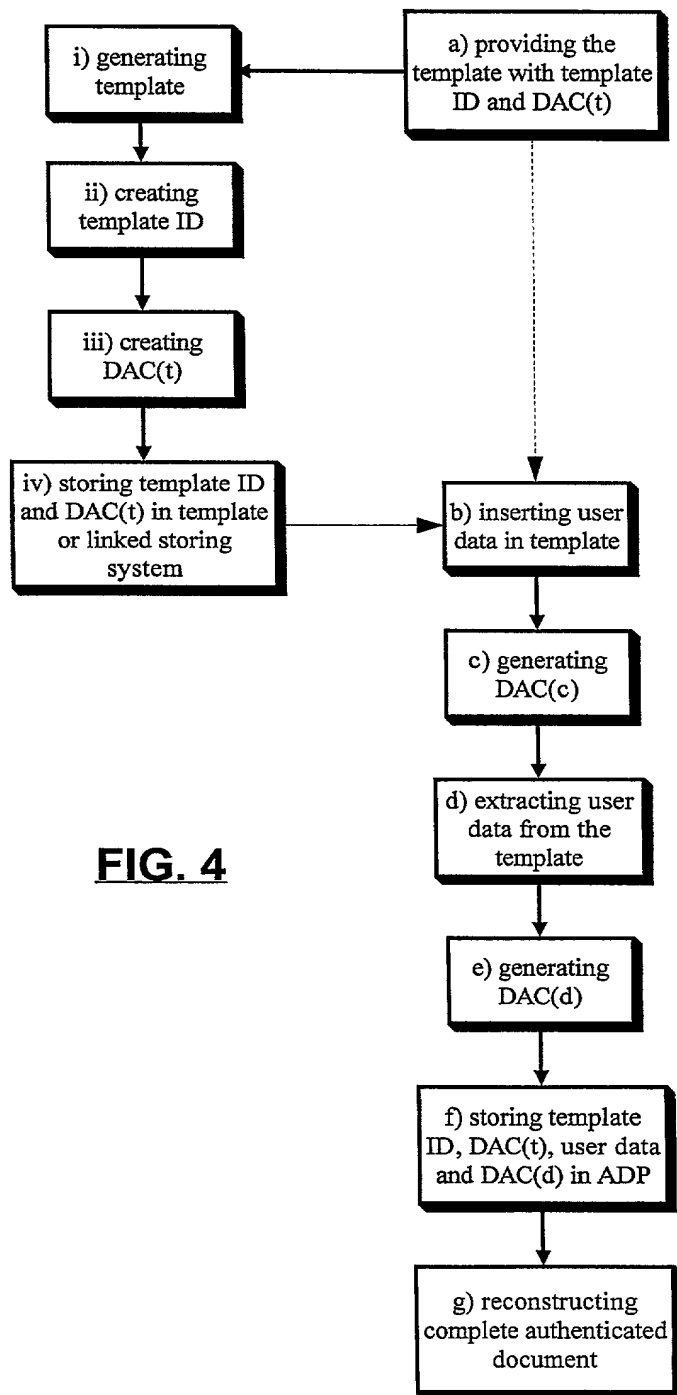 i) generating
template
a) providing the
template with template
ID and DAC(t)
ii) creating
template ID
iii) creating
DAC(t)
iv) storing template ID
and DAC(t) in template
or linked storing
system
b) inserting user
data in template
c) generating
DAC(c)
d) extracting user
data from the
template
FIG. 4
e) generating
DAC(d)
f) storing template
ID, DAC(t), user data
and DAC(d) in ADP
g) reconstructing
complete authenticated
document